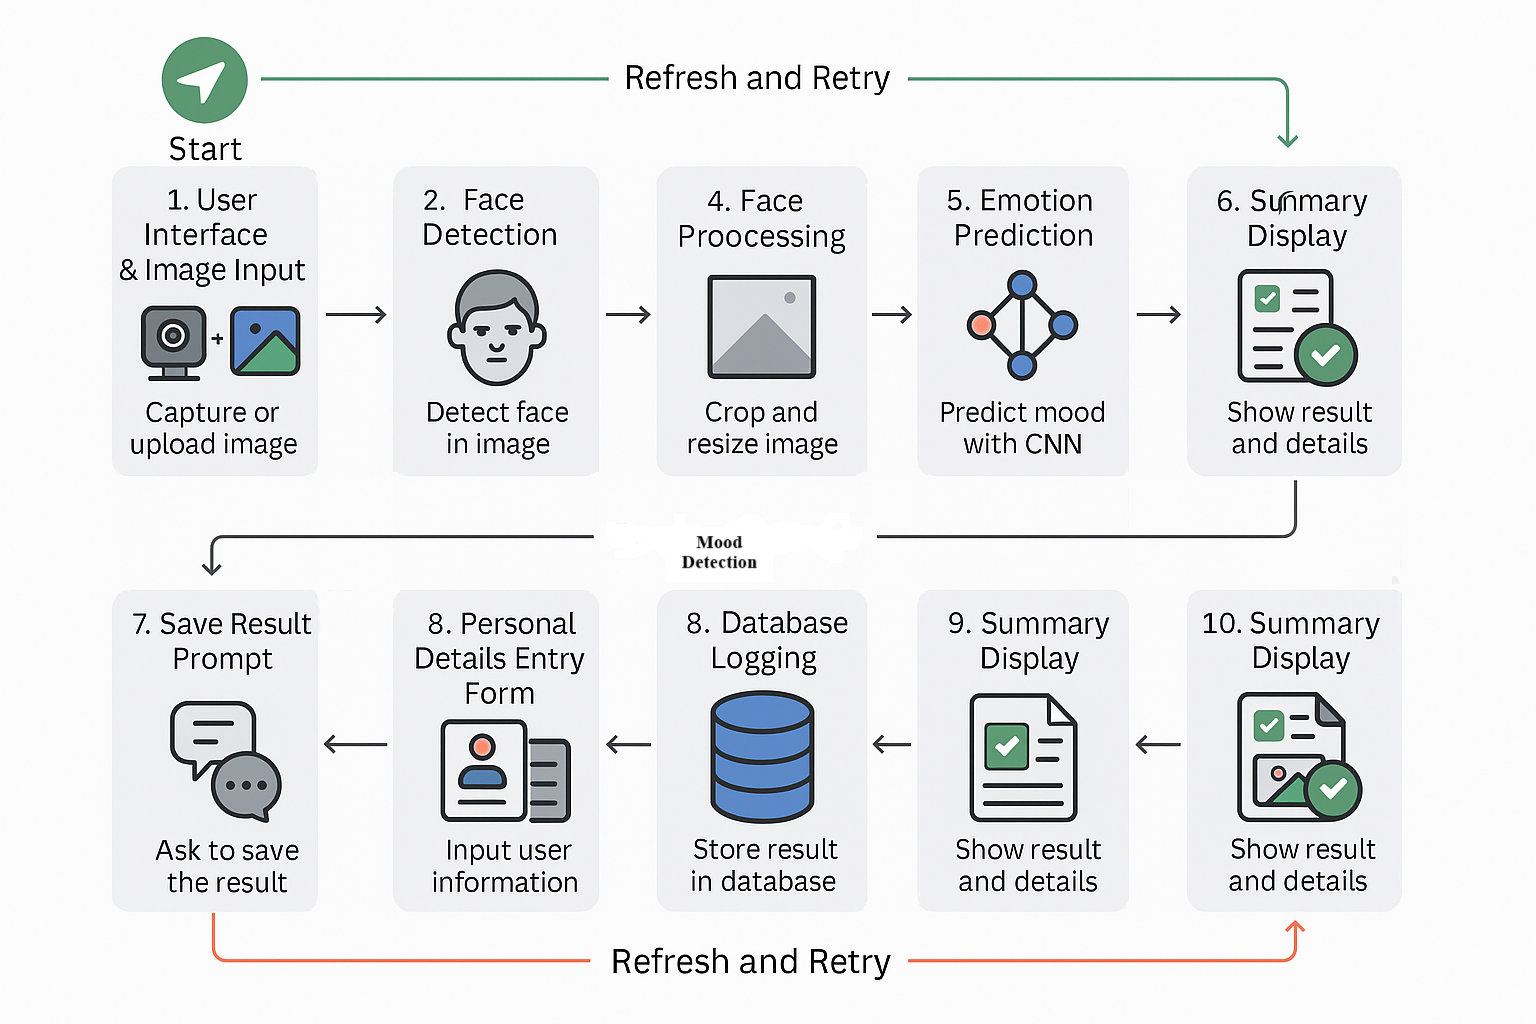 Refresh and Retry
Start
1. User
Interface
& Image Input
Capture or
upload image
2. Face
Detection
Detect face
in image
4. Face
Proocessing
Crop and
resize image
5. Emotion
Prediction
Predict mood
with CNN
6. Summary
Display
Show result
and details
Mood
Detection
7. Save Result
Prompt
Ask to save
the result
8. Personal
Details Entry
Form
Input user
information
8. Database
Logging
Store result
in database
9. Summary
Display
Show result
and details
10. Summary
Display
Show result
and details
Refresh and Retry